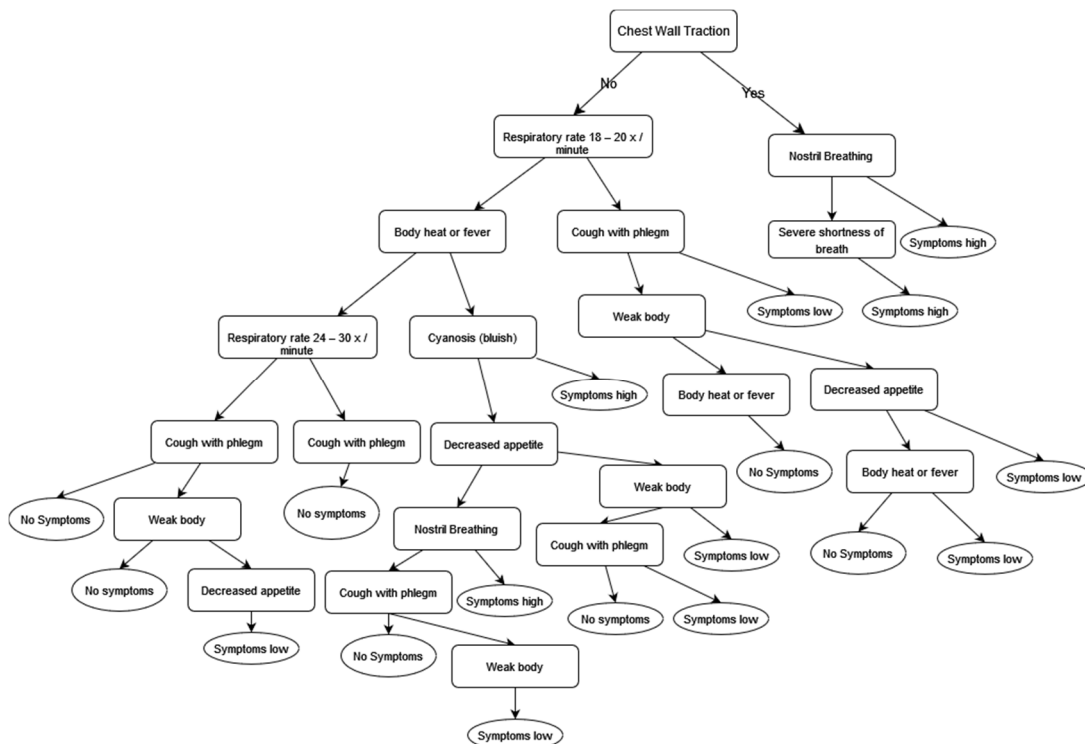 Chest Wall Traction
No
Yes
Respiratory rate 18 – 20 x /
minute
Nostril Breathing
Body heat or fever
Cough with phlegm
Severe shortness of
breath
Symptoms high
Respiratory rate 24 – 30 x /
minute
Cyanosis (bluish)
Weak body
Symptoms low
Symptoms high
Symptoms high
Body heat or fever
Decreased appetite
Cough with phlegm
Cough with phlegm
Decreased appetite
No Symptoms
Body heat or fever
Symptoms low
No Symptoms
Weak body
No symptoms
Nostril Breathing
Weak body
Cough with phlegm
Symptoms low
No Symptoms
Symptoms low
No symptoms
Decreased appetite
Cough with phlegm
Symptoms high
No symptoms
Symptoms low
Symptoms low
No Symptoms
Weak body
Symptoms low